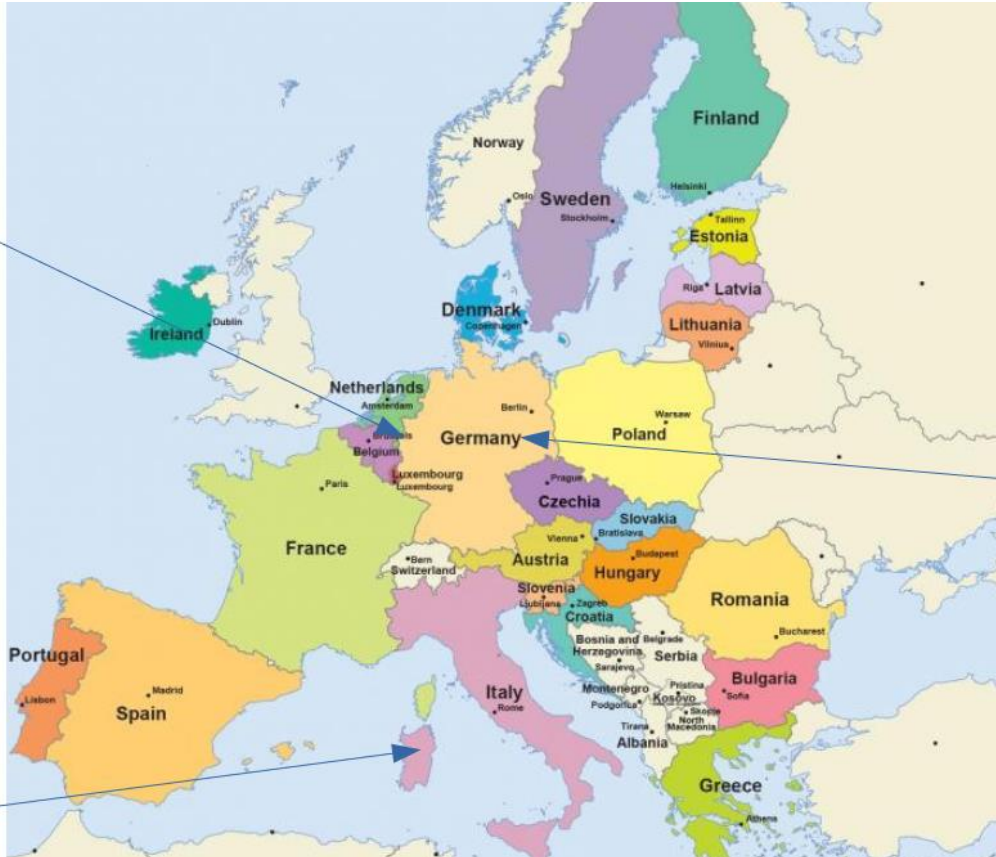 Finland
Norway
Helsinki
Oslo
Sweden
Stockholm
Tallinn
Estonia
Riga
Latvia
Denmark
Copenhagen
Dublin
Ireland
Lithuania
Vilnius
Netherlands
Amsterdam
Berlin
Warsaw
Germany
Poland
Brussels
Belgium
Luxembourg
Luxembourg
Paris
Prague
Czechia
Slovakia
Bratislava
Vienna
France
Bern
Switzerland
Austria
Budapest
Hungary
Slovenia
Ljubljana
Zagreb
Croatia
Romania
Bucharest
Bosnia and
Herzegovina
Sarajevo
Belgrade
Serbia
Portugal
Lisbon
Madrid
Spain
Italy
Rome
Montenegro
Podgorica
Pristina
Kosovo
Bulgaria
Sofia
Skopje
North
Macedonia
Tirana
Albania
Greece
Athens